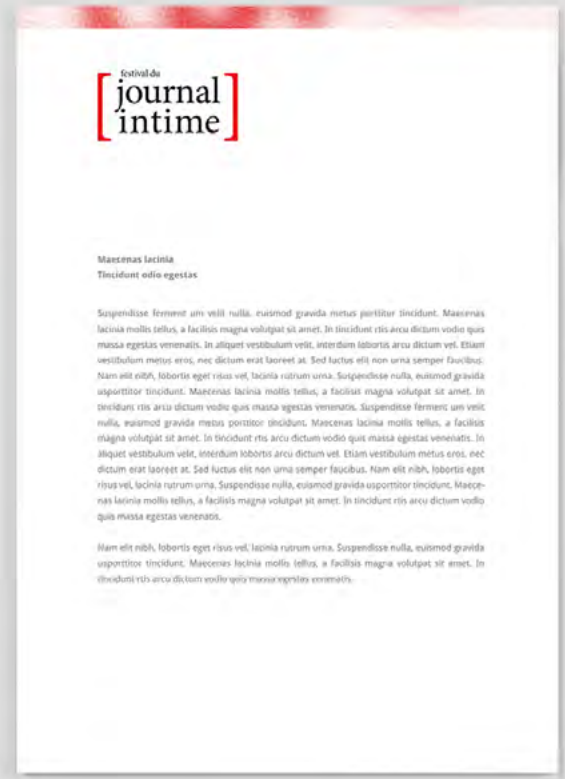 festival du
journal
intime
Maecenas lacinia
Tincidunt odio egestas
Suspendisse ferment um velit nulla, euismod gravida metus porttitor tincidunt. Maecenas
lacinia mollis tellus, a facilisis magna volutpat sit amet. In tincidunt rtis arcu dictum vodio quis
massa egestas venenatis. In aliquet vestibulum velit, interdum lobortis arcu dictum vel. Etiam
vestibulum metus eros, nec dictum erat laoreet at. Sed luctus elit non urna semper faucibus.
Nam elit nibh, lobortis eget risus vel, lacinia rutrum urna. Suspendisse nulla, euismod gravida
usporttitor tincidunt. Maecenas lacinia mollis tellus, a facilisis magna volutpat sit amet. In
tincidunt rtis arcu dictum vodio quis massa egestas venenatis. Suspendisse ferment um velit
nulla, euismod gravida metus porttitor tincidunt. Maecenas lacinia mollis tellus, a facilisis
magna volutpat sit amet. In tincidunt rtis arcu dictum vodio quis massa egestas venenatis. In
aliquet vestibulum velit, interdum lobortis arcu dictum vel. Etiam vestibulum metus eros, nec
dictum erat laoreet at. Sed luctus elit non urna semper faucibus. Nam elit nibh, lobortis eget
risus vel, lacinia rutrum urna. Suspendisse nulla, euismod gravida usporttitor tincidunt. Maece-
nas lacinia mollis tellus, a facilisis magna volutpat sit amet. In tincidunt rtis arcu dictum vodio
quis massa egestas venenatis.
Nam elit nibh, lobortis eget risus vel, lacinia rutrum urna. Suspendisse nulla, euismod gravida
usporttitor tincidunt. Maecenas lacinia mollis tellus, a facilisis magna volutpat sit amet. In
tincidunt rtis arcu dictum vodio quis massa egestas venenatis.